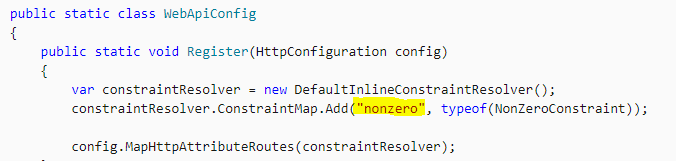 public static class WebApiConfig
{
public static void Register(HttpConfiguration config)
{
var constraintResolver = new DefaultInlineConstraintResolver();
constraintResolver.ConstraintMap.Add("nonzero", typeof(NonZeroConstraint));
config.MapHttpAttributeRoutes(constraintResolver);